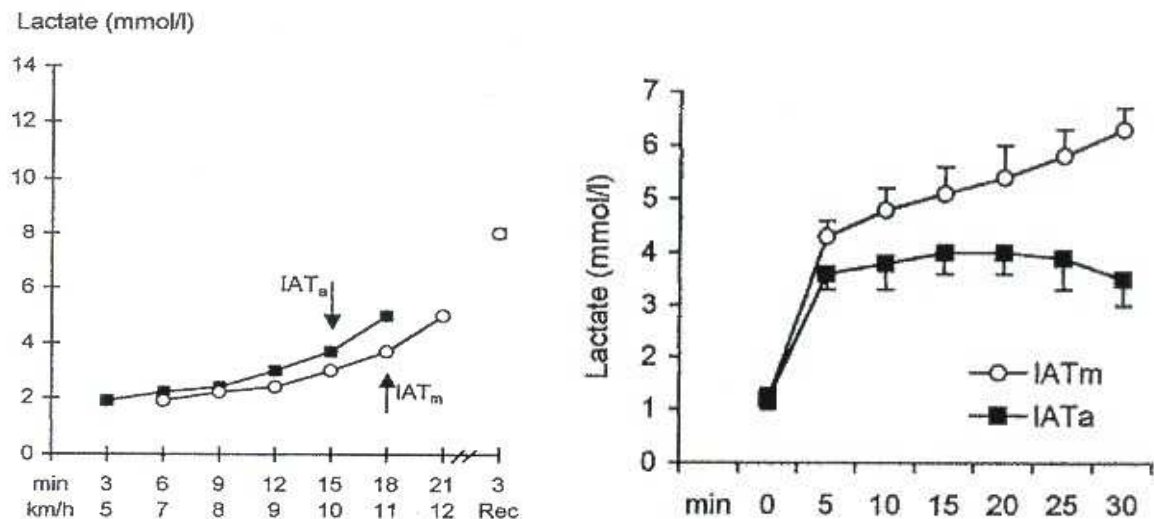 Lactate (mmol/l)
14
12
10
8
6
4
2
0
IATa
IATm
min 3 6 9 12 15 18 21 3
km/h 5 7 8 9 10 11 12 Rec
Lactate (mmol/l)
7
6
5
4
3
2
1
0
IATm
IATa
min 0 5 10 15 20 25 30